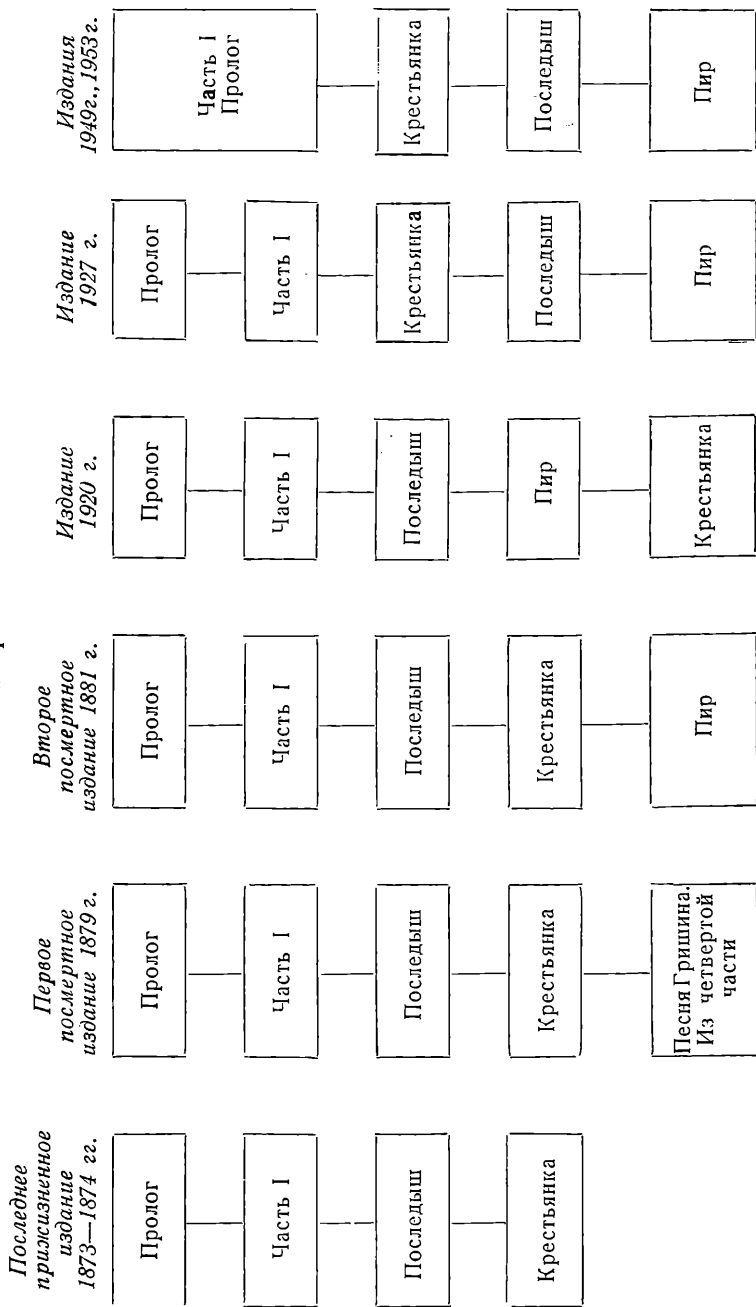 Последнее
прижизненное
издание
1873—1874 гг.
Пролог
Часть I
Последыш
Крестьянка
Первое
посмертное
издание 1879 г.
Пролог
Часть I
Последыш
Крестьянка
Песня Гришина.
Из четвертой
части
Второе
посмертное
издание 1881 г.
Пролог
Часть I
Последыш
Крестьянка
Пир
Издание
1920 г.
Пролог
Часть I
Последыш
Пир
Крестьянка
Издание
1927 г.
Пролог
Часть I
Крестьянка
Последыш
Пир
Издания
1949г., 1953г.
Часть I
Пролог
Крестьянка
Последыш
Пир